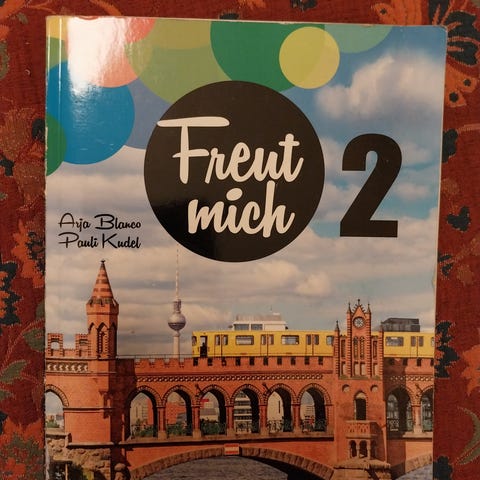 Freut
mich
2
Arja Blanco
Pauli Kudel